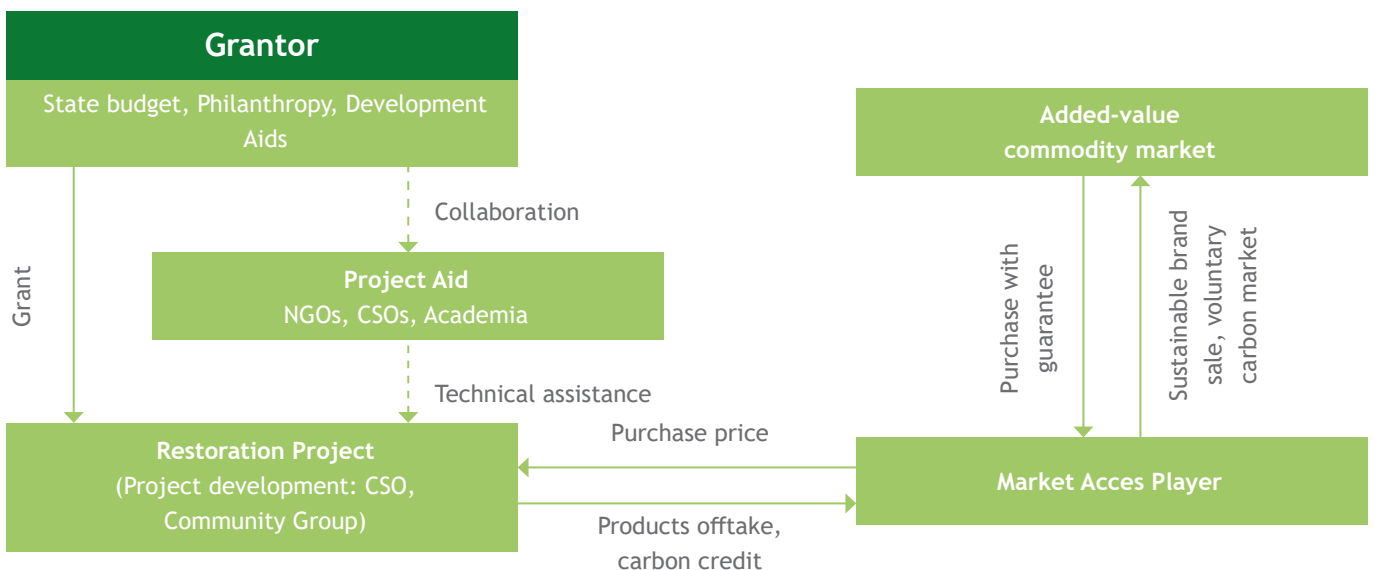 Grantor
State budget, Philanthropy, Development
Aids
Added-value
commodity market
Collaboration
Grant
Project Aid
NGOs, CSOs, Academia
Purchase with
guarantee
Sustainable brand
sale, voluntary
carbon market
Technical assistance
Restoration Project
(Project development: CSO,
Community Group)
Purchase price
Products offtake,
carbon credit
Market Acces Player